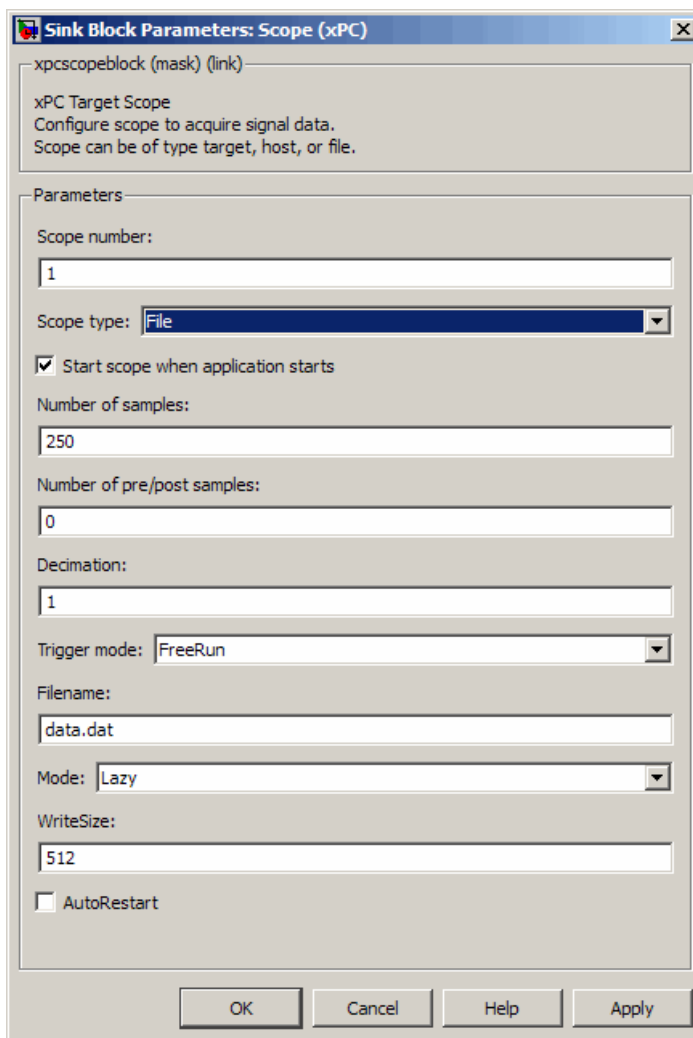 Sink Block Parameters: Scope (xPC)
xpcscopeblock (mask) (link)
xPC Target Scope
Configure scope to acquire signal data.
Scope can be of type target, host, or file.
Parameters
Scope number:
1
Scope type: File
Start scope when application starts
Number of samples:
250
Number of pre/post samples:
0
Decimation:
1
Trigger mode: FreeRun
Filename:
data.dat
Mode: Lazy
WriteSize:
512
AutoRestart
OK Cancel Help Apply